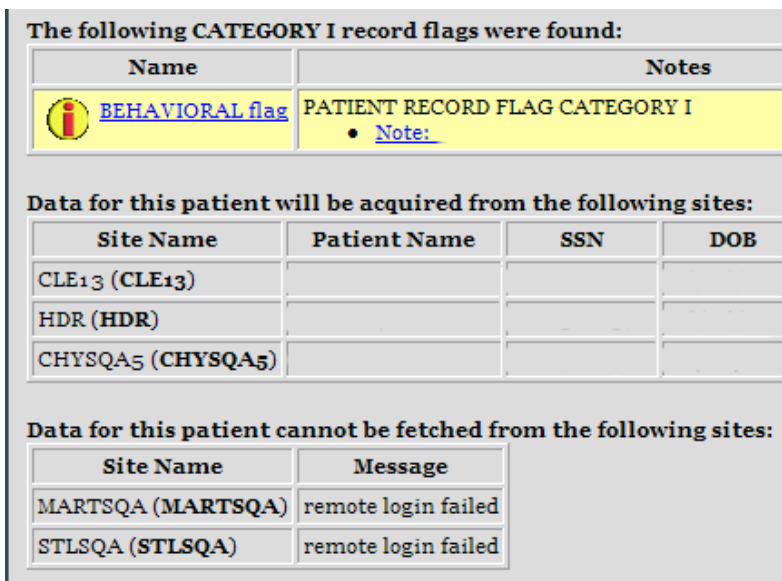 The following CATEGORY I record flags were found:
Name Notes
BEHAVIORAL flag PATIENT RECORD FLAG CATEGORY I
• Note:
Data for this patient will be acquired from the following sites:
Site Name Patient Name SSN DOB
CLE13 (CLE13)
HDR (HDR)
CHYSQA5 (CHYSQA5)
Data for this patient cannot be fetched from the following sites:
Site Name Message
MARTSQA (MARTSQA) remote login failed
STLSQA (STLSQA) remote login failed